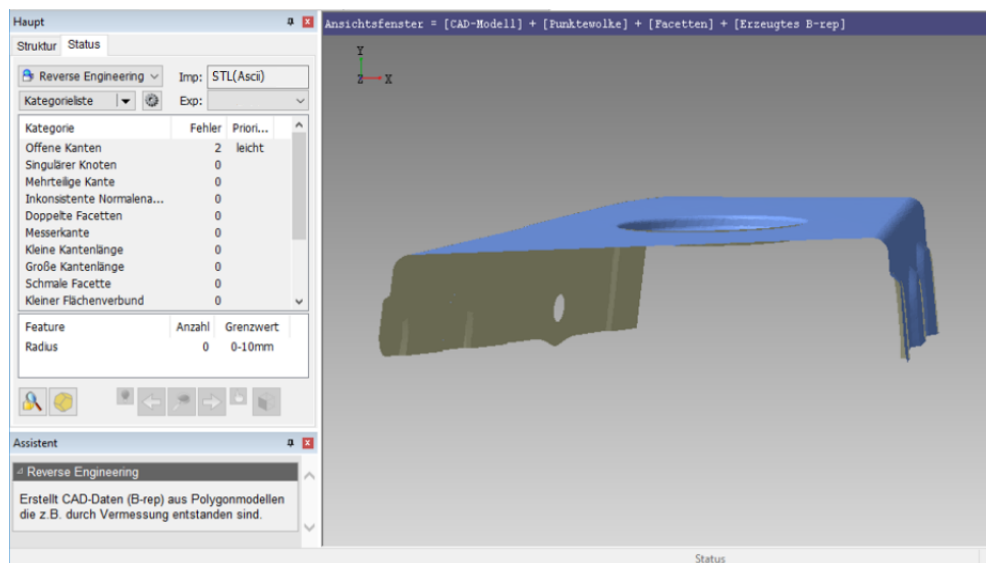 Haupt
Ansichtsfenster = [CAD-Modell] + [Punktewolke] + [Facetten] + [Erzeugtes B-rep]
Struktur Status
Reverse Engineering Imp: STL(Ascii)
Kategorieliste Exp:
Kategorie Fehler Priori...
Offene Kanten 2 leicht
Singulärer Knoten 0
Mehrteilige Kante 0
Inkonsistente Normalena... 0
Doppelte Facetten 0
Messerkante 0
Kleine Kantenlänge 0
Große Kantenlänge 0
Schmale Facette 0
Kleiner Flächenverbund 0
Feature Anzahl Grenzwert
Radius 0 0-10mm
Assistent
Reverse Engineering
Erstellt CAD-Daten (B-rep) aus Polygonmodellen
die z.B. durch Vermessung entstanden sind.
Y
Z X
Status